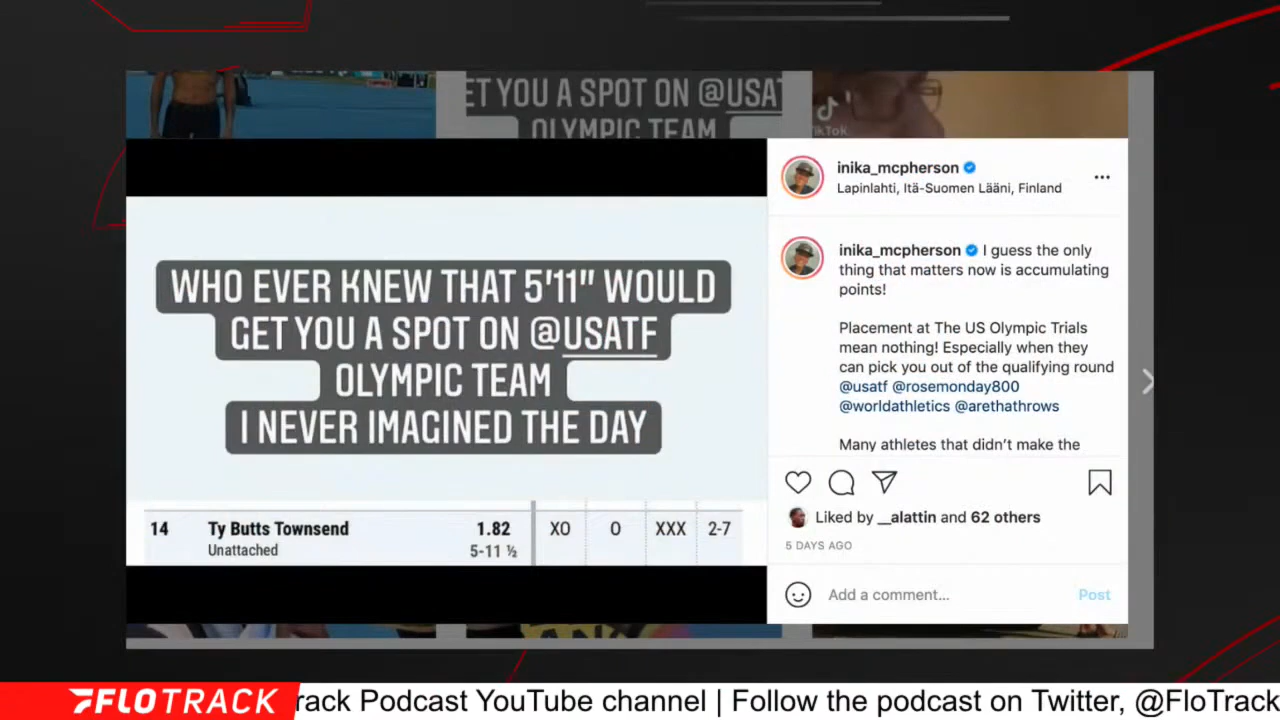 ET YOU A SPOT ON @USAT
OLYMPIC TEAM
TikTok
inika_mcpherson
Lapinlahti, Itä-Suomen Lääni, Finland
WHO EVER KNEW THAT 5'11" WOULD
GET YOU A SPOT ON @USATF
OLYMPIC TEAM
I NEVER IMAGINED THE DAY
14 Ty Butts Townsend 1.82 XO O XXX 2-7
Unattached 5-11 ½
inika_mcpherson I guess the only
thing that matters now is accumulating
points!
Placement at The US Olympic Trials
mean nothing! Especially when they
can pick you out of the qualifying round
@usatf @rosemonday800
@worldathletics @arethathrows
Many athletes that didn't make the
Liked by __alattin and 62 others
5 DAYS AGO
Add a comment... Post
FLOTRACK rack Podcast YouTube channel | Follow the podcast on Twitter, @FloTrack